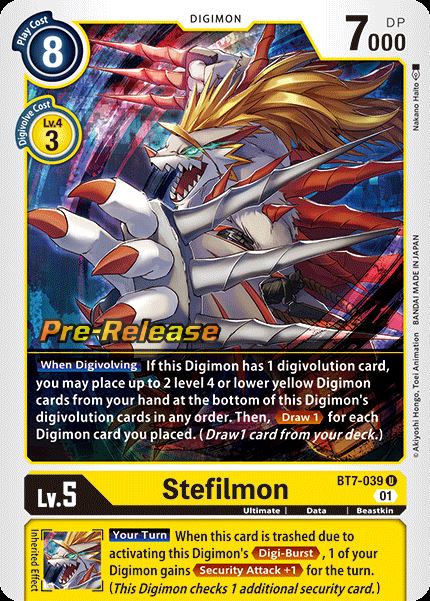 Play Cost
8
DIGIMON
7000 DP
Digivolve Cost
Lv.4
3
Nakano Haito
Pre-Release
When Digivolving If this Digimon has 1 digivolution card,
you may place up to 2 level 4 or lower yellow Digimon
cards from your hand at the bottom of this Digimon's
digivolution cards in any order. Then, Draw 1 for each
Digimon card you placed. (Draw1 card from your deck.)
© Akiyoshi Hongo, Toei Animation BANDAI MADE IN JAPAN
Lv.5
Stefilmon
BT7-039 U
01
Ultimate | Data | Beastkin
Inherited Effect
Your Turn When this card is trashed due to
activating this Digimon's Digi-Burst, 1 of your
Digimon gains Security Attack +1 for the turn.
(This Digimon checks 1 additional security card.)